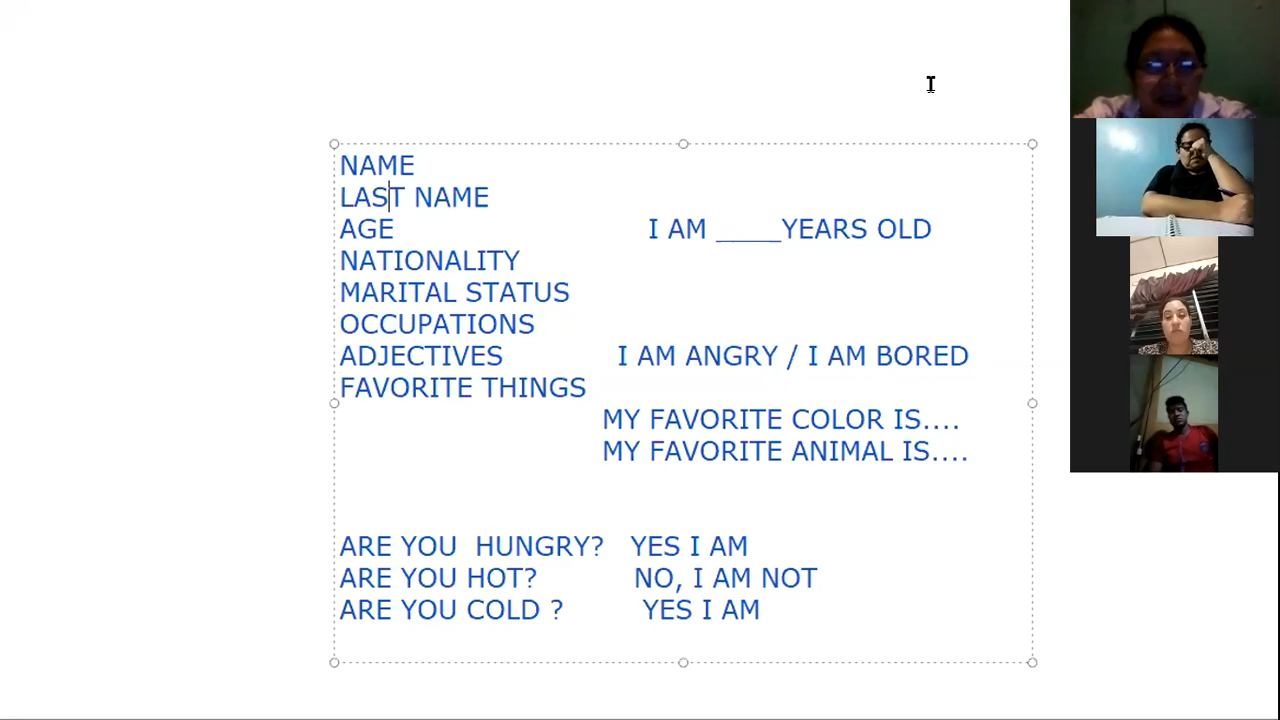 NAME
LAST NAME
AGE I AM ____YEARS OLD
NATIONALITY
MARITAL STATUS
OCCUPATIONS
ADJECTIVES I AM ANGRY / I AM BORED
FAVORITE THINGS
MY FAVORITE COLOR IS....
MY FAVORITE ANIMAL IS....
ARE YOU HUNGRY? YES I AM
ARE YOU HOT? NO, I AM NOT
ARE YOU COLD ? YES I AM